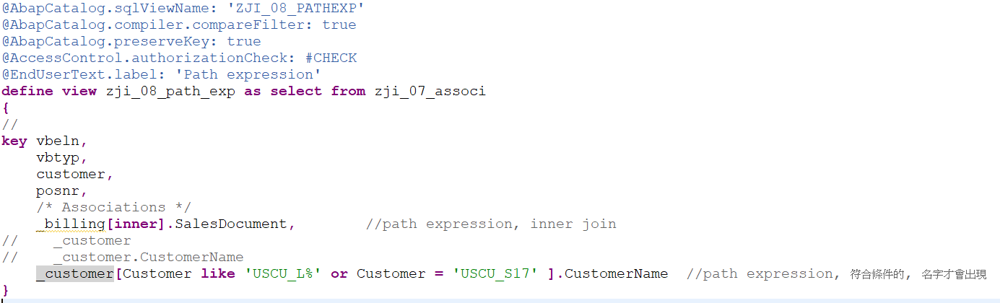 @AbapCatalog.sqlViewName: 'ZJI_08_PATHEXP'
@AbapCatalog.compiler.compareFilter: true
@AbapCatalog.preserveKey: true
@AccessControl.authorizationCheck: #CHECK
@EndUserText.label: 'Path expression'
define view zji_08_path_exp as select from zji_07_associ
{
//
key vbeln,
    vbtyp,
    customer,
    posnr,
    /* Associations */
    _billing[inner].SalesDocument,       //path expression, inner join
//    _customer
//    _customer.CustomerName
    _customer[Customer like 'USCU_L%' or Customer = 'USCU_S17' ].CustomerName  //path expression, 符合條件的, 名字才會出現
}